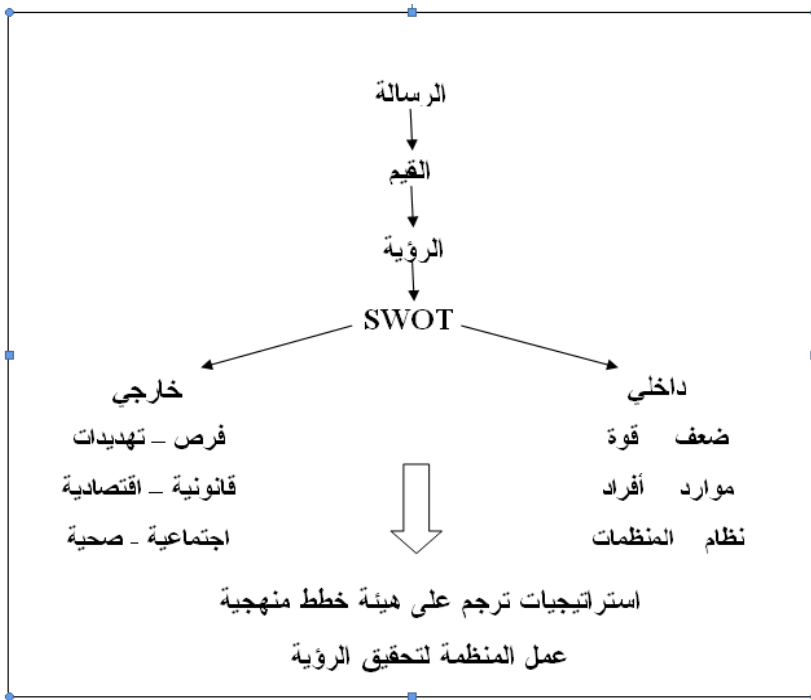 الرسالة
القيم
الرؤية
SWOT
داخلي
خارجي
ضعف قوة
فرص – تهديدات
موارد أفراد
قانونية – اقتصادية
نظام المنظمات
اجتماعية - صحية
استراتيجيات ترجم على هيئة خطط منهجية
عمل المنظمة لتحقيق الرؤية